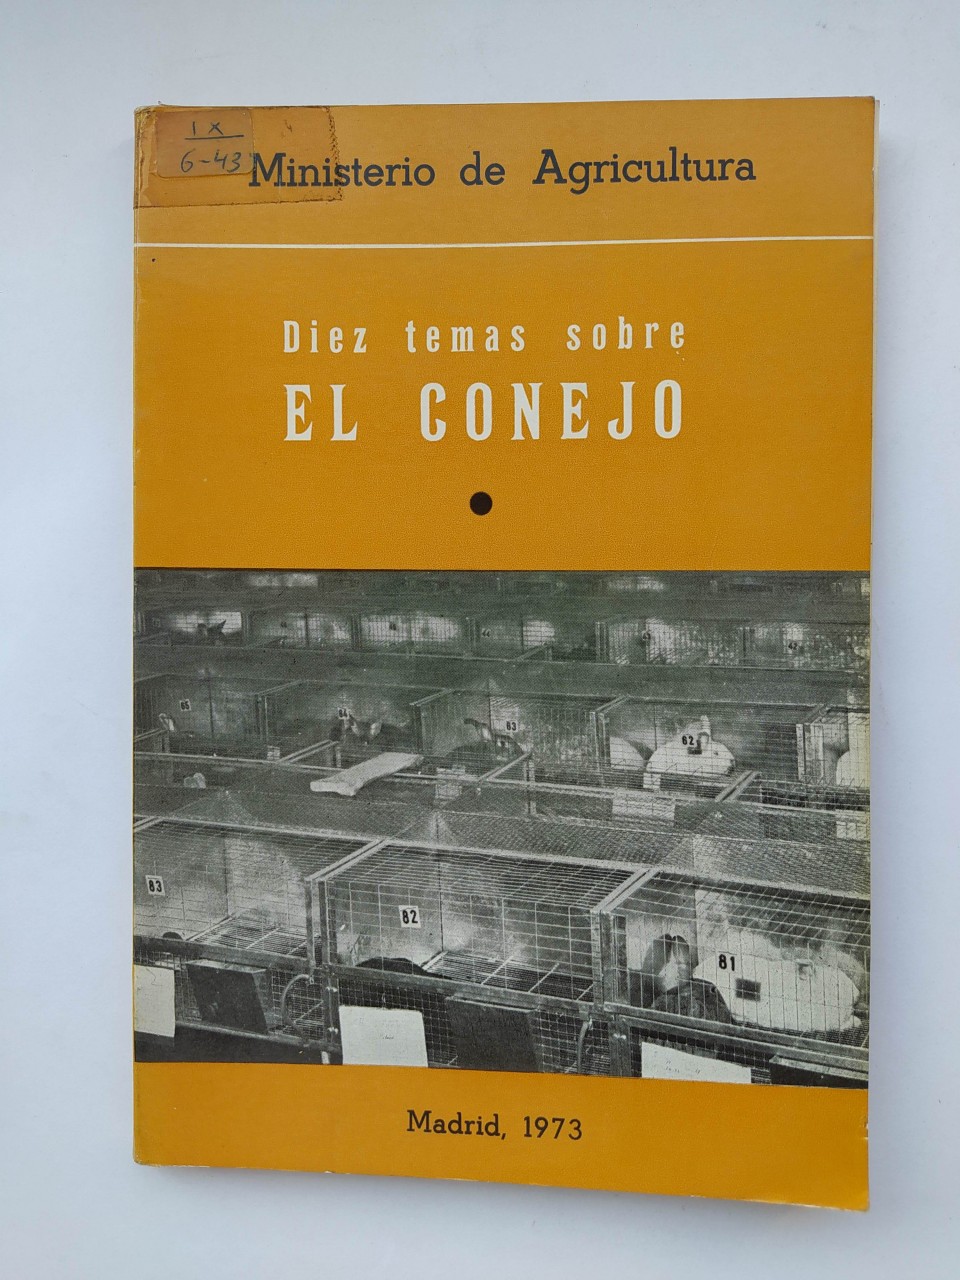 IX
6-43
Ministerio de Agricultura
Diez temas sobre
EL CONEJO
65
64
63
62
83
82
81
Madrid, 1973